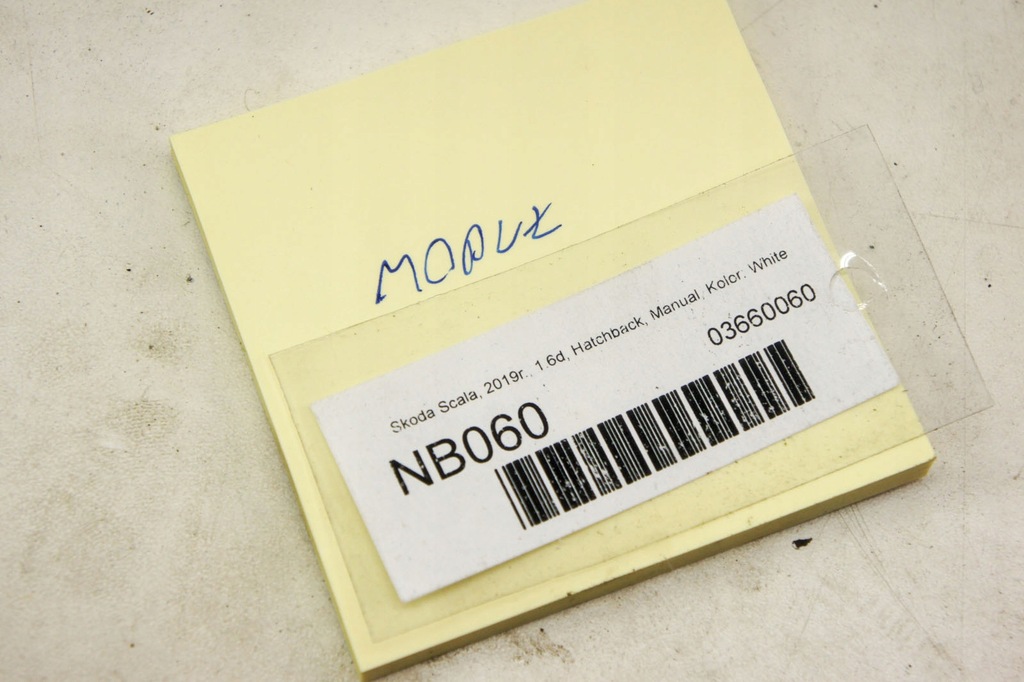 MODUŁ
Skoda Scala, 2019r., 1.6d, Hatchback, Manual, Kolor: White
NB060
03660060